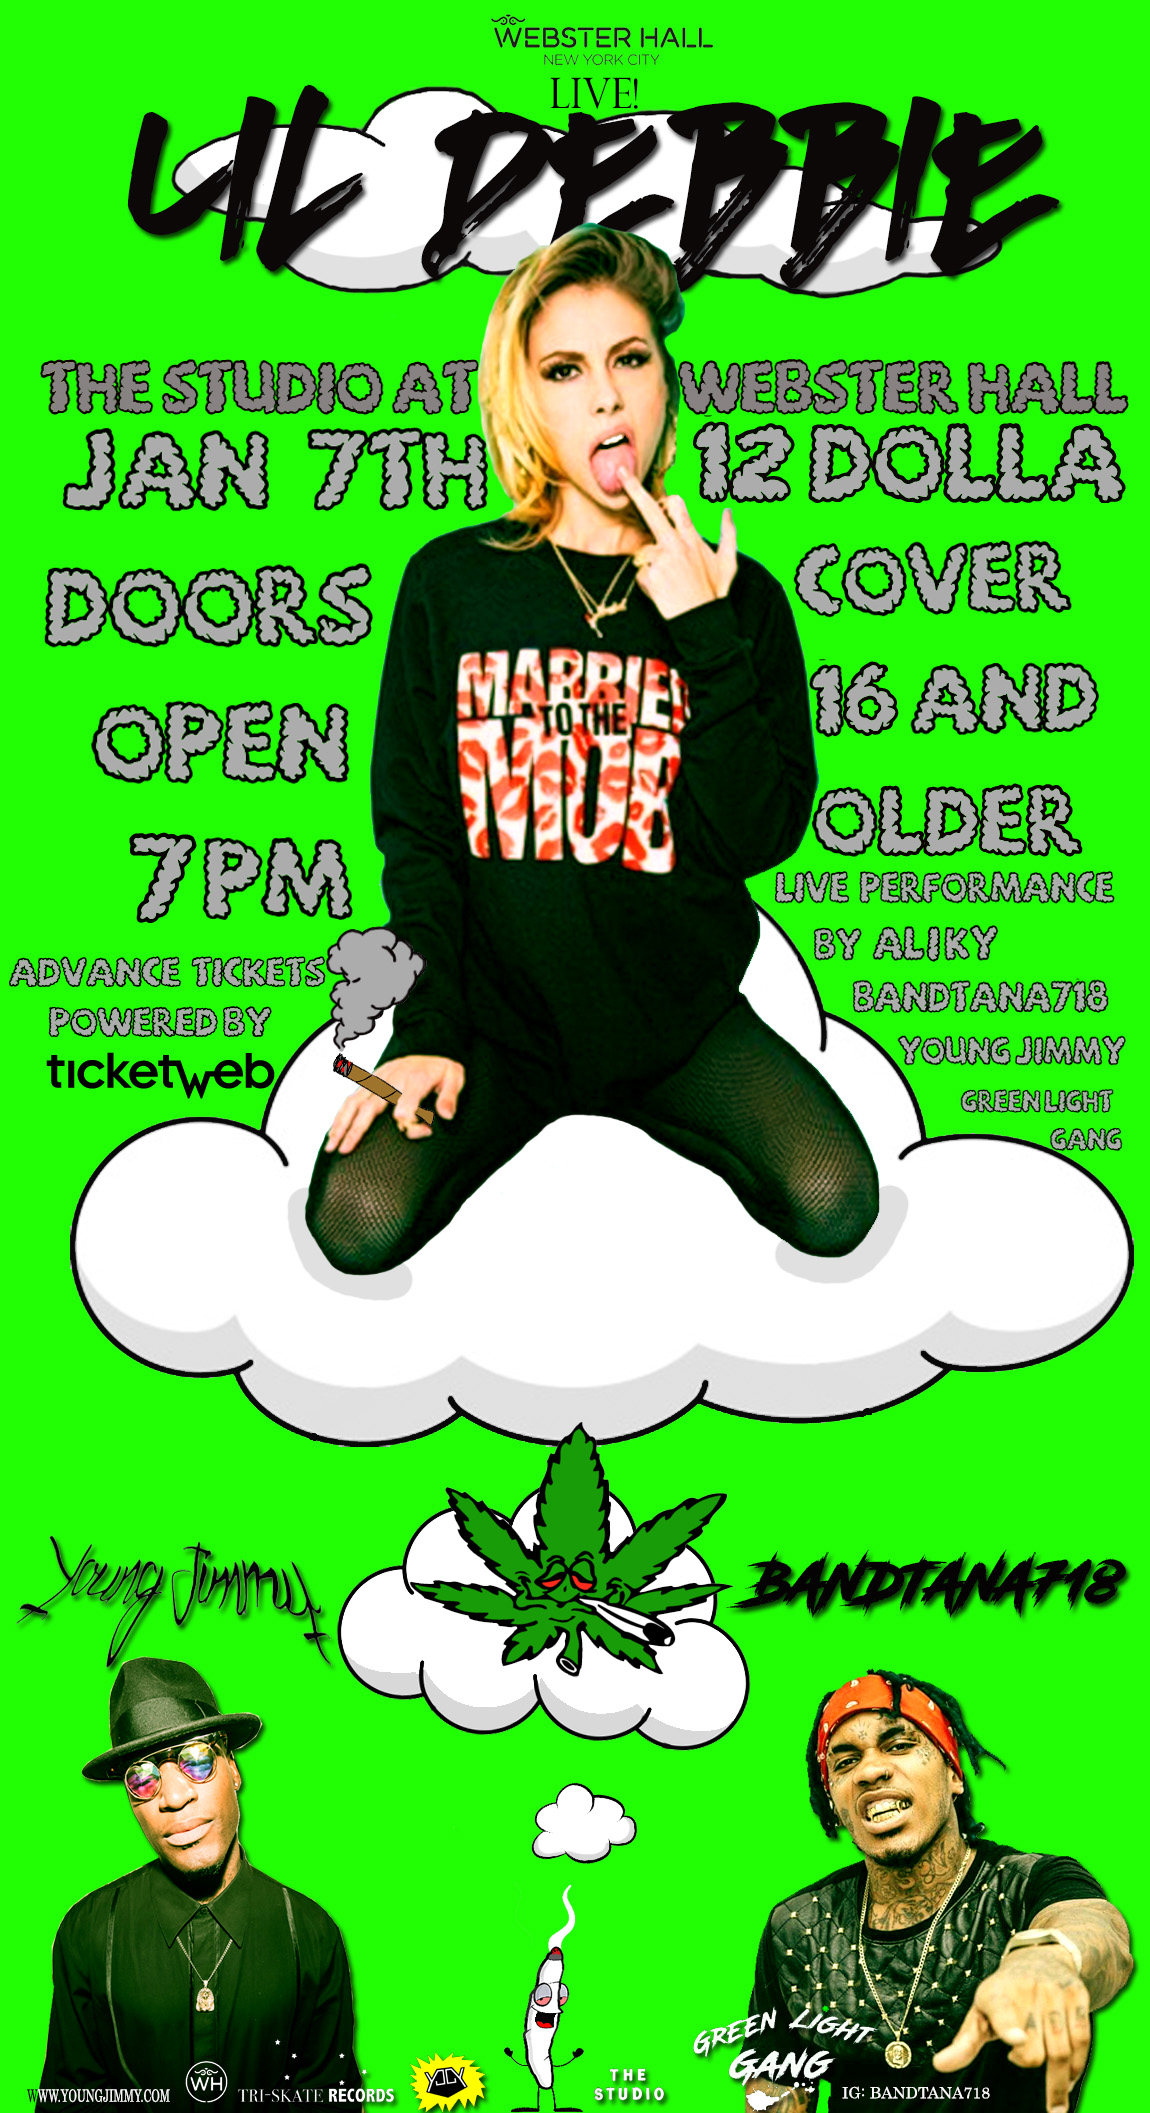 WEBSTER HALL
NEW YORK CITY
LIVE!
LIL DEBBIE
THE STUDIO AT WEBSTER HALL
JAN 7TH
12 DOLLA
COVER
16 AND
OLDER
DOORS
OPEN
7PM
ADVANCE TICKETS
POWERED BY
ticketweb
MARRIED
TO THE
MOB
LIVE PERFORMANCE
BY ALIKY
BANDTANA718
YOUNG JIMMY
GREEN LIGHT
GANG
Young Jimmy
BANDTANA718
WWW.YOUNGJIMMY.COM
WH
TRI-SKATE RECORDS
THE
STUDIO
GREEN LIGHT
GANG
IG: BANDTANA718